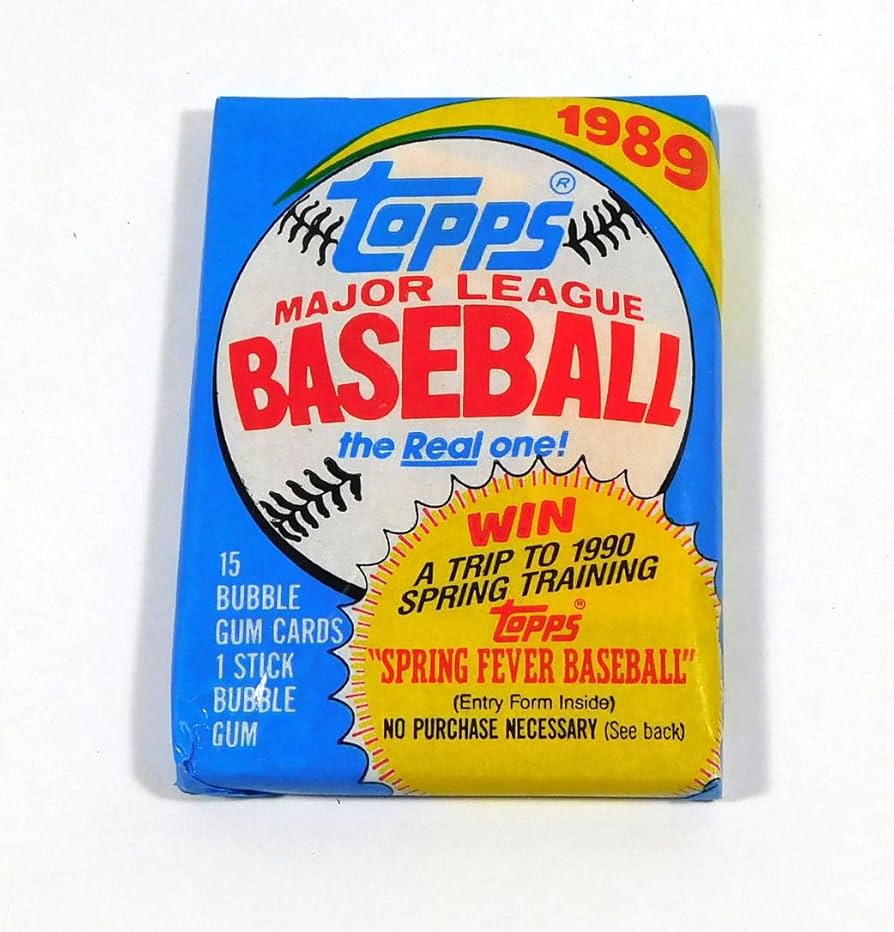 1989
topps ®
MAJOR LEAGUE
BASEBALL
the Real one!
WIN
A TRIP TO 1990
SPRING TRAINING
topps ®
"SPRING FEVER BASEBALL"
(Entry Form Inside)
NO PURCHASE NECESSARY (See back)
15
BUBBLE
GUM CARDS
1 STICK
BUBBLE
GUM